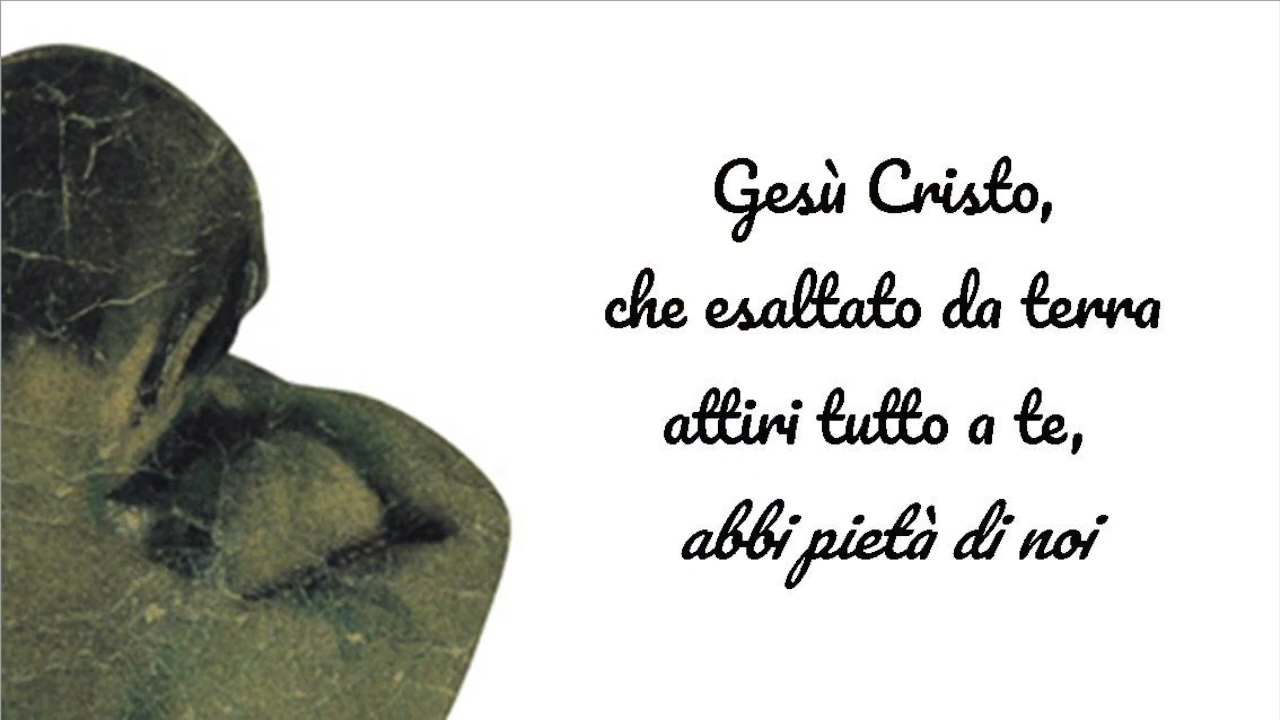 Gesù Cristo,
che esaltato da terra
attiri tutto a te,
abbi pietà di noi